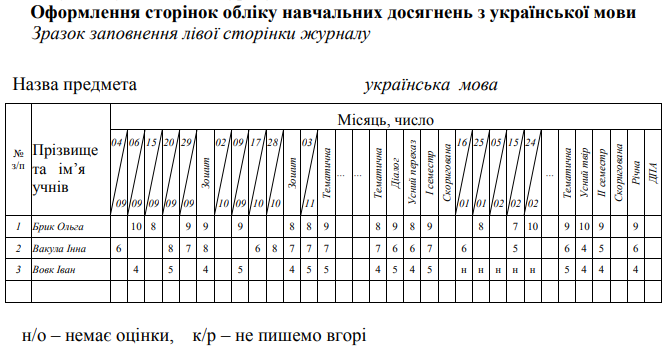 Оформлення сторінок обліку навчальних досягнень з української мови
Зразок заповнення лівої сторінки журналу
Назва предмета українська мова
№ з/п Прізвище та ім’я учнів Місяць, число
04/09 06/09 15/09 20/09 29/09 Зошит 02/10 09/10 17/10 28/10 Зошит 03/11 Тематична ... ... Тематична Діалог Усний переказ І семестр Скоригована 16/01 25/01 05/02 15/02 24/02 ... Тематична Усний твір ІІ семестр Скоригована Річна ДПА
1 Брик Ольга 10 8 9 9 9 8 8 9 8 9 8 9 8 7 10 9 10 9 9
2 Вакула Інна 6 8 7 8 6 8 7 7 7 7 6 6 7 6 5 6 4 5 6
3 Вовк Іван 4 5 4 5 4 5 5 5 4 4 5 н н н н н 5 4 4 4
н/о – немає оцінки, к/р – не пишемо вгорі